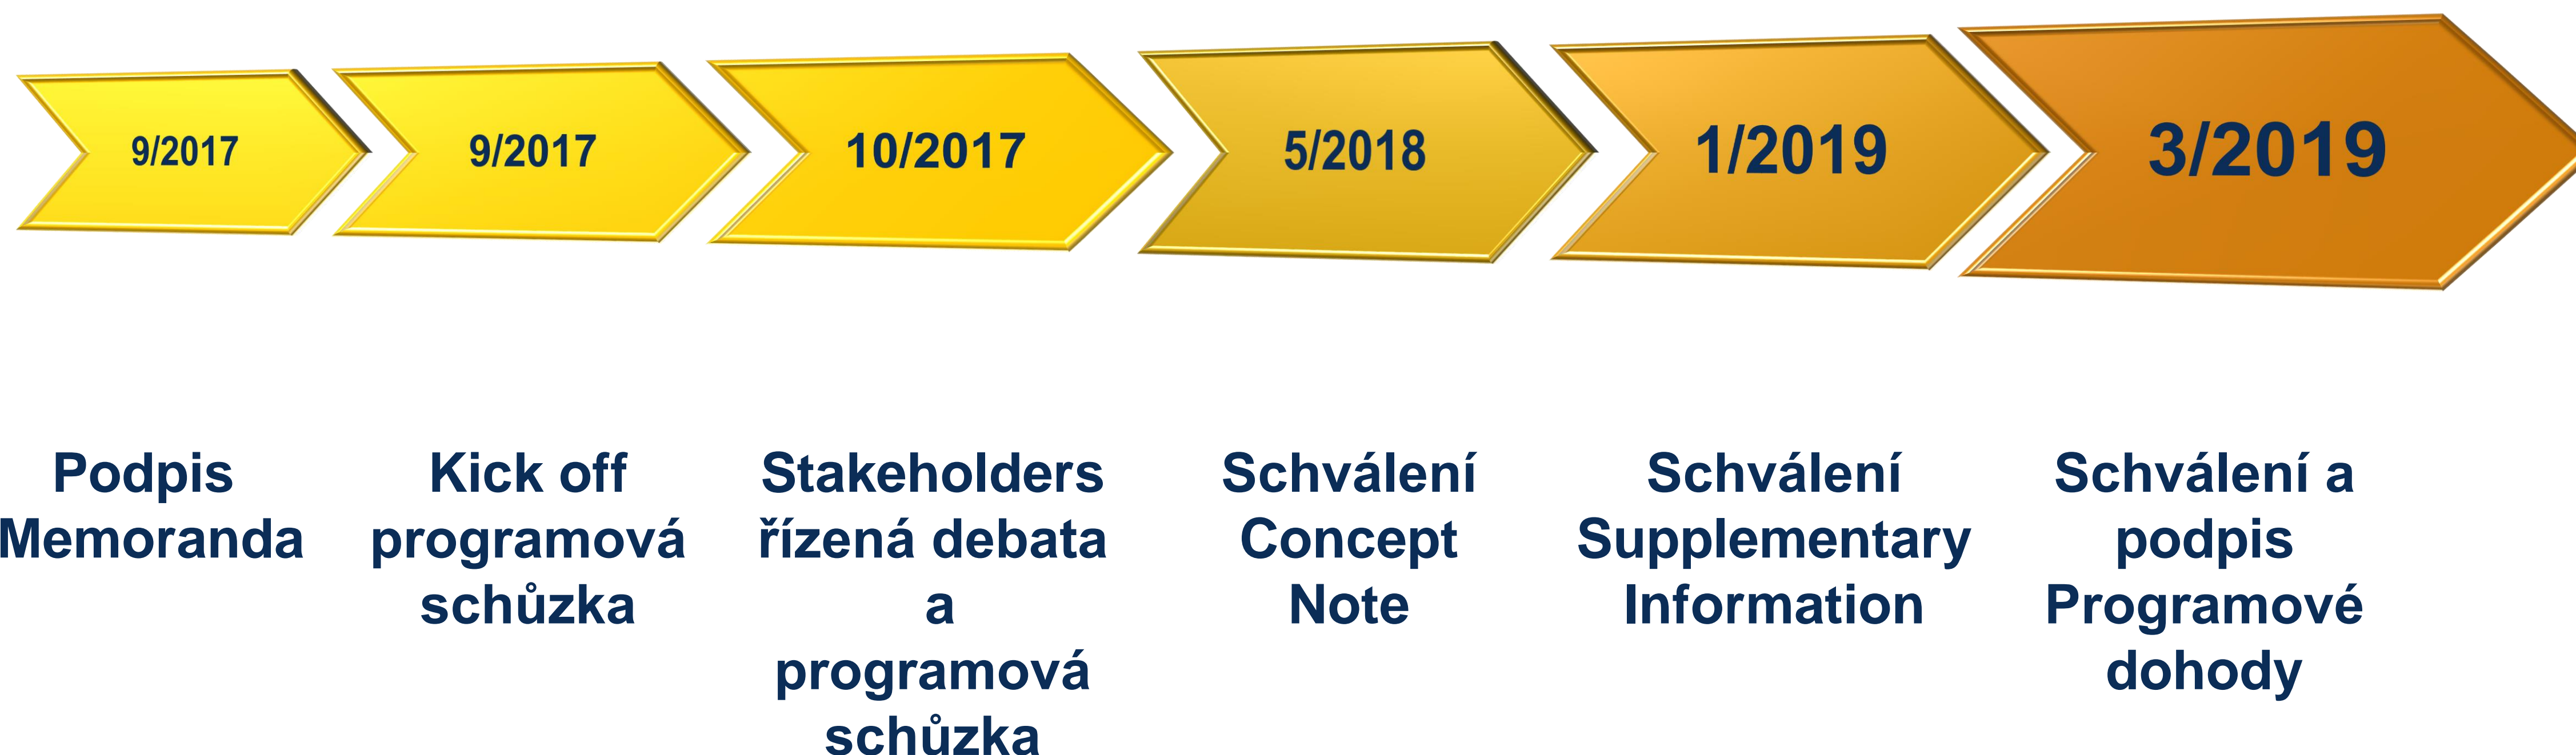 9/2017
9/2017
10/2017
5/2018
1/2019
3/2019
Podpis
Memoranda
Kick off
programová
schůzka
Stakeholders
řízená debata
a
programová
schůzka
Schválení
Concept
Note
Schválení
Supplementary
Information
Schválení a
podpis
Programové
dohody